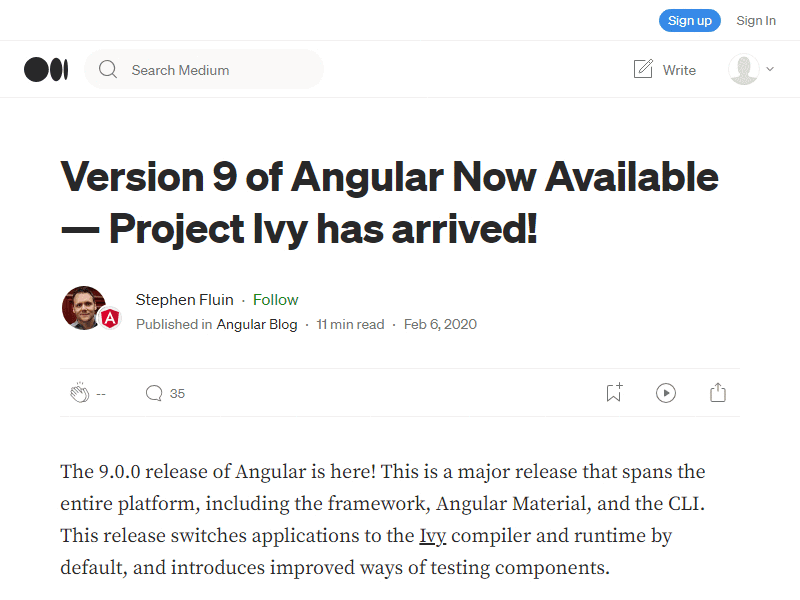 Sign up Sign In
Search Medium Write
Version 9 of Angular Now Available
— Project Ivy has arrived!
Stephen Fluin · Follow
Published in Angular Blog · 11 min read · Feb 6, 2020
-- 35
The 9.0.0 release of Angular is here! This is a major release that spans the
entire platform, including the framework, Angular Material, and the CLI.
This release switches applications to the Ivy compiler and runtime by
default, and introduces improved ways of testing components.